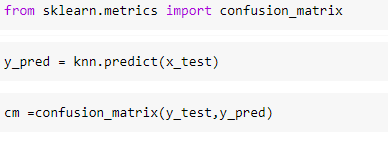 from sklearn.metrics import confusion_matrix
y_pred = knn.predict(x_test)
cm =confusion_matrix(y_test,y_pred)